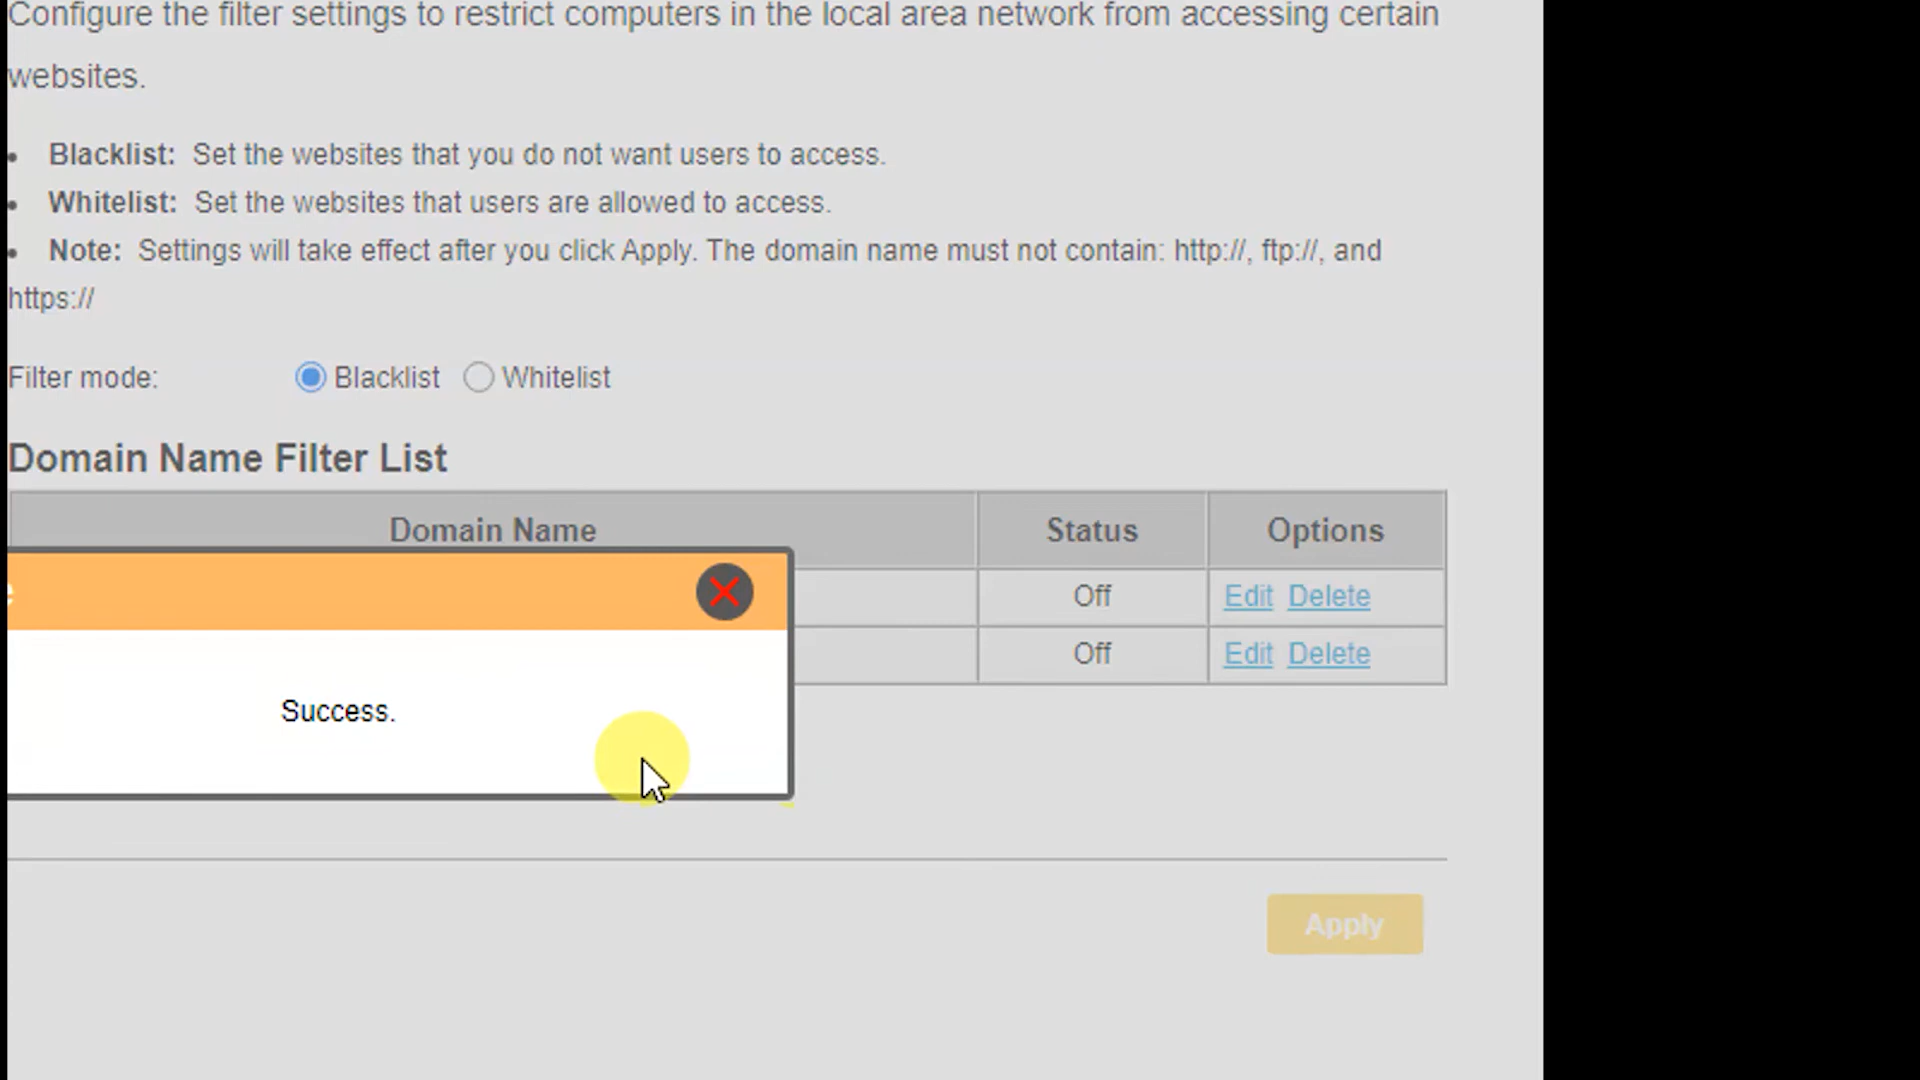 Configure the filter settings to restrict computers in the local area network from accessing certain
websites.
• Blacklist: Set the websites that you do not want users to access.
• Whitelist: Set the websites that users are allowed to access.
• Note: Settings will take effect after you click Apply. The domain name must not contain: http://, ftp://, and
https://
Filter mode: Blacklist Whitelist
Domain Name Filter List
Domain Name Status Options
Off Edit Delete
Off Edit Delete
Success.
Apply